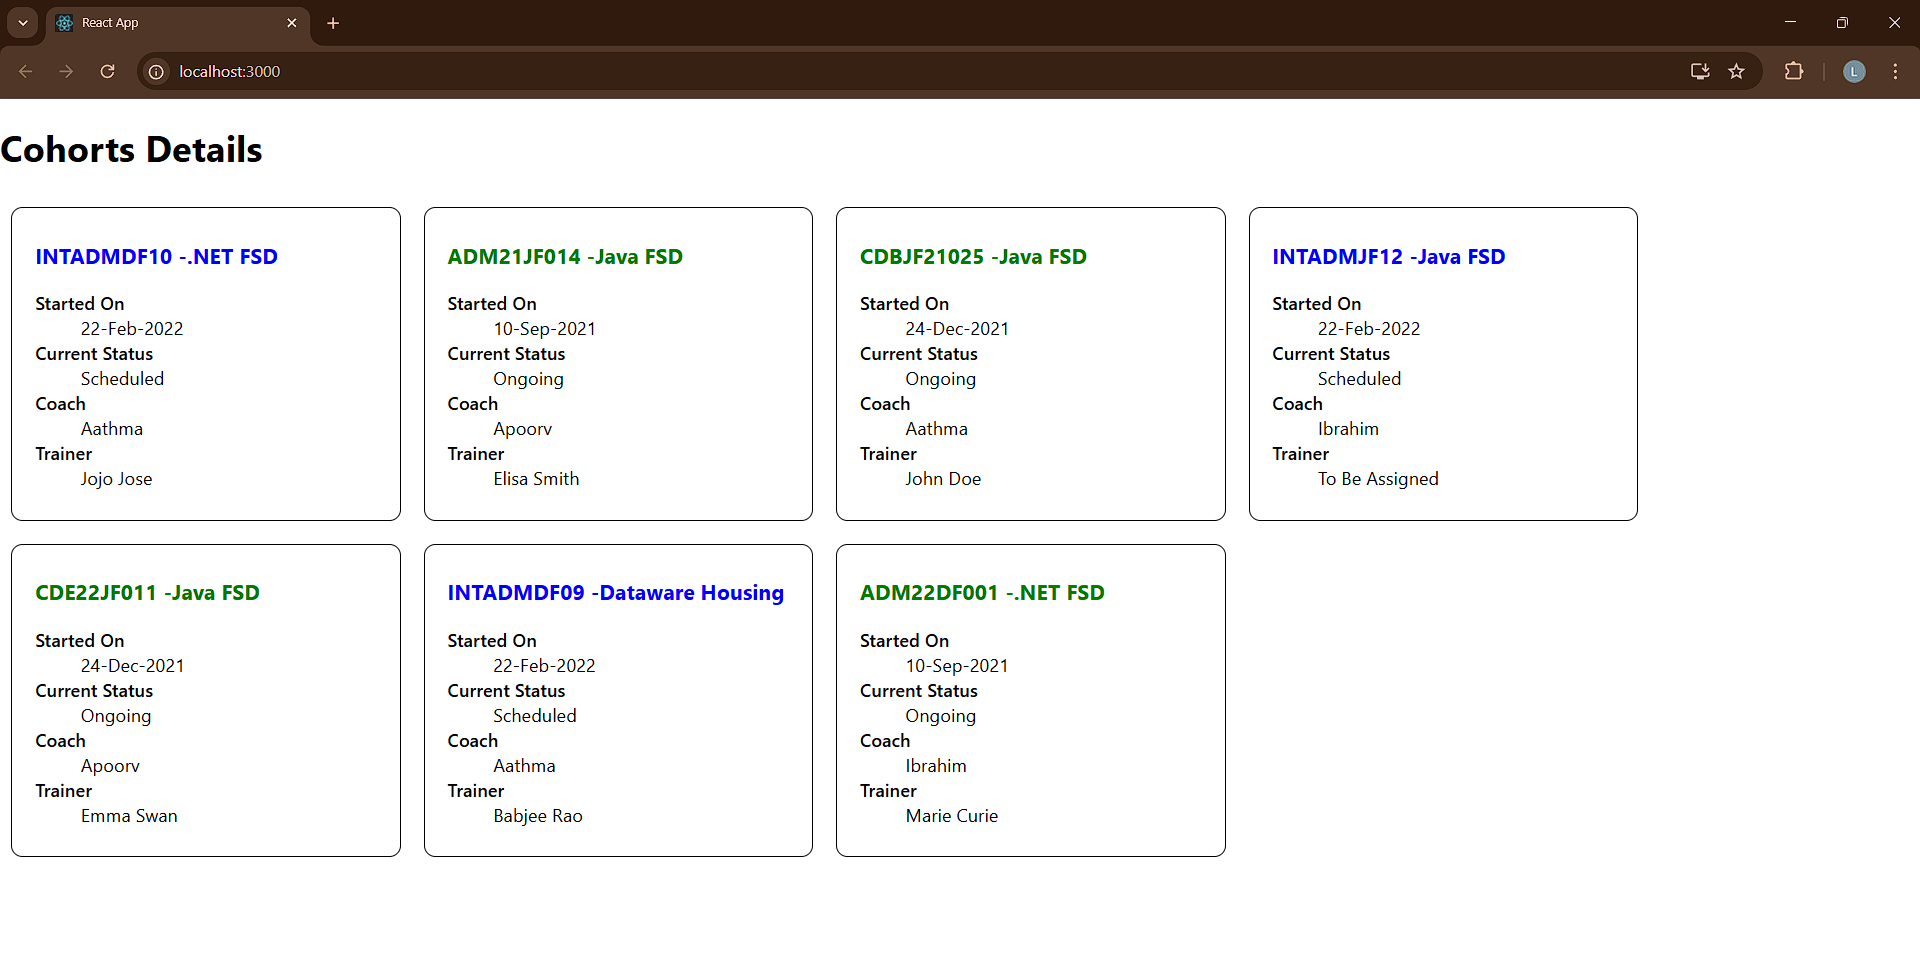 React App
localhost:3000
L
Cohorts Details
INTADMDF10 -.NET FSD
Started On
22-Feb-2022
Current Status
Scheduled
Coach
Aathma
Trainer
Jojo Jose
ADM21JF014 -Java FSD
Started On
10-Sep-2021
Current Status
Ongoing
Coach
Apoorv
Trainer
Elisa Smith
CDBJF21025 -Java FSD
Started On
24-Dec-2021
Current Status
Ongoing
Coach
Aathma
Trainer
John Doe
INTADMJF12 -Java FSD
Started On
22-Feb-2022
Current Status
Scheduled
Coach
Ibrahim
Trainer
To Be Assigned
CDE22JF011 -Java FSD
Started On
24-Dec-2021
Current Status
Ongoing
Coach
Apoorv
Trainer
Emma Swan
INTADMDF09 -Dataware Housing
Started On
22-Feb-2022
Current Status
Scheduled
Coach
Aathma
Trainer
Babjee Rao
ADM22DF001 -.NET FSD
Started On
10-Sep-2021
Current Status
Ongoing
Coach
Ibrahim
Trainer
Marie Curie